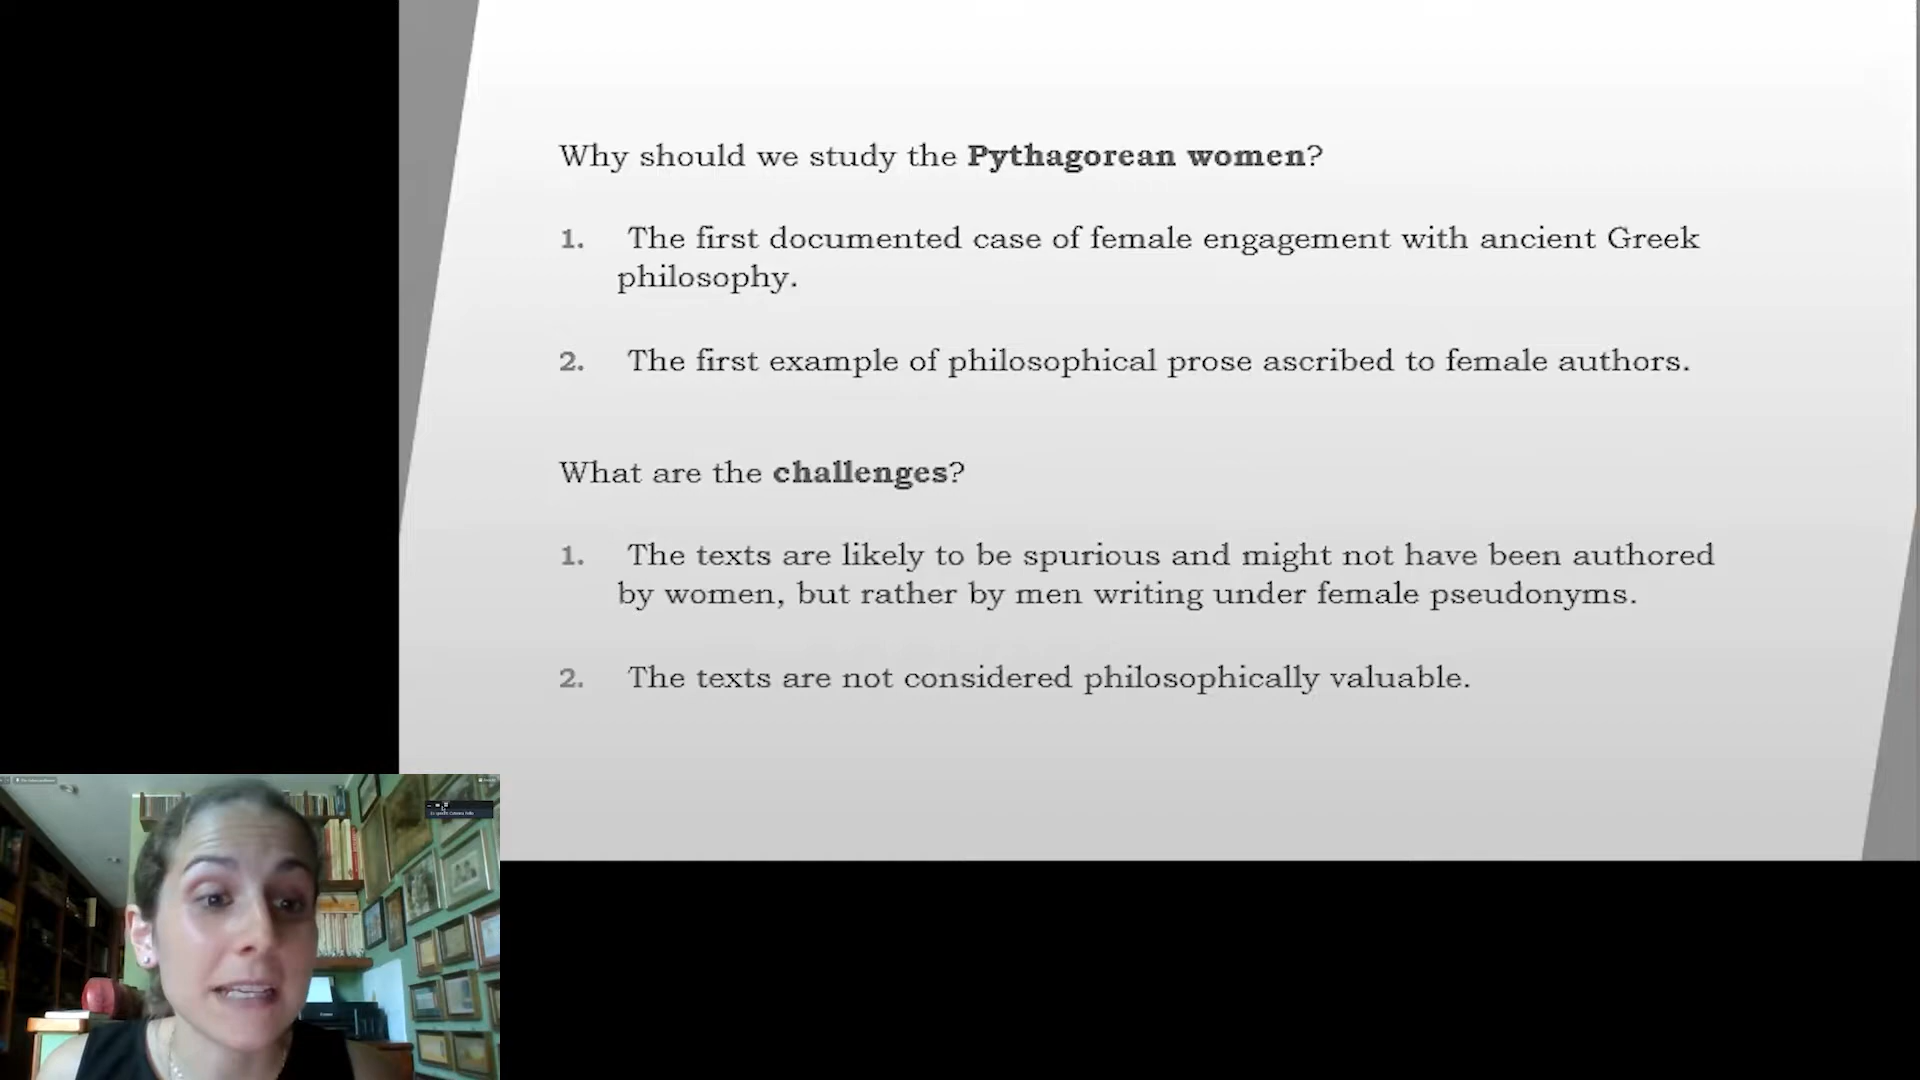 Why should we study the Pythagorean women?
1. The first documented case of female engagement with ancient Greek
philosophy.
2. The first example of philosophical prose ascribed to female authors.
What are the challenges?
1. The texts are likely to be spurious and might not have been authored
by women, but rather by men writing under female pseudonyms.
2. The texts are not considered philosophically valuable.